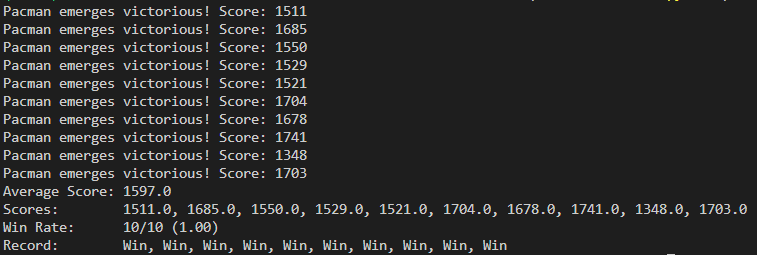 Pacman emerges victorious! Score: 1511
Pacman emerges victorious! Score: 1685
Pacman emerges victorious! Score: 1550
Pacman emerges victorious! Score: 1529
Pacman emerges victorious! Score: 1521
Pacman emerges victorious! Score: 1704
Pacman emerges victorious! Score: 1678
Pacman emerges victorious! Score: 1741
Pacman emerges victorious! Score: 1348
Pacman emerges victorious! Score: 1703
Average Score: 1597.0
Scores:        1511.0, 1685.0, 1550.0, 1529.0, 1521.0, 1704.0, 1678.0, 1741.0, 1348.0, 1703.0
Win Rate:      10/10 (1.00)
Record:        Win, Win, Win, Win, Win, Win, Win, Win, Win, Win